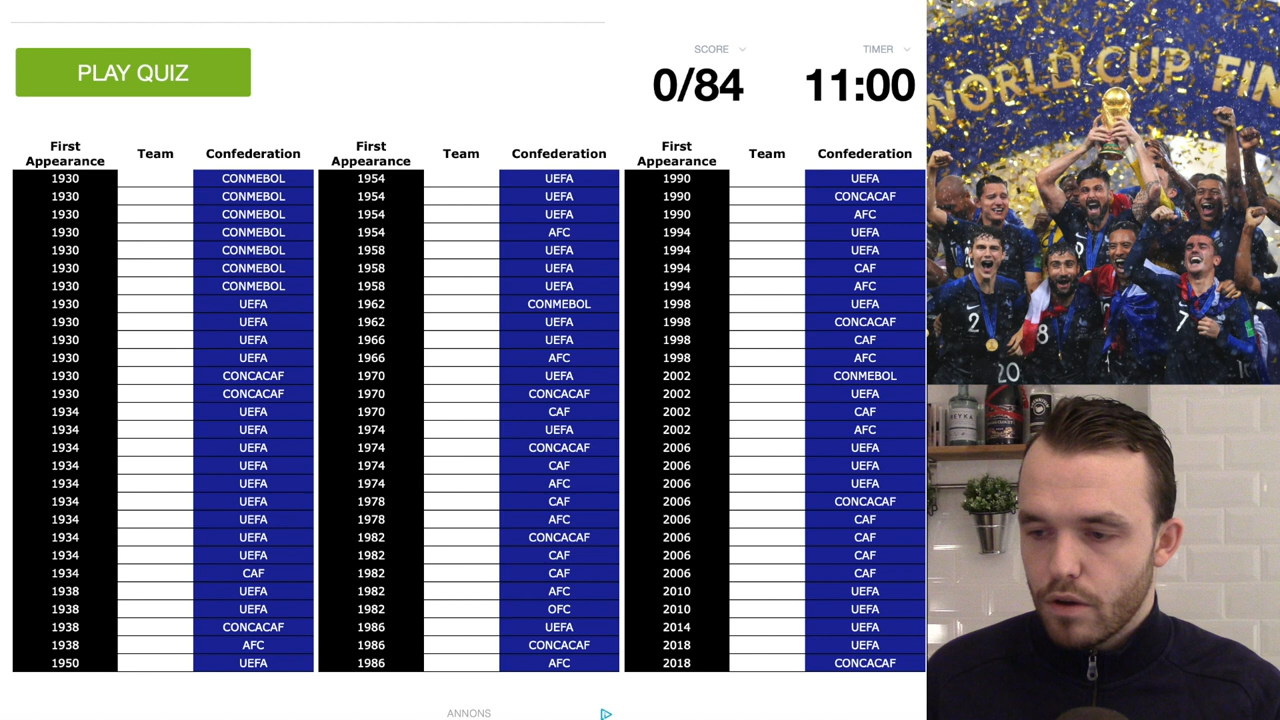 PLAY QUIZ
SCORE TIMER
0/84 11:00
First Appearance Team Confederation First Appearance Team Confederation First Appearance Team Confederation
1930 CONMEBOL 1954 UEFA 1990 UEFA
1930 CONMEBOL 1954 UEFA 1990 CONCACAF
1930 CONMEBOL 1954 UEFA 1990 AFC
1930 CONMEBOL 1954 AFC 1994 UEFA
1930 CONMEBOL 1958 UEFA 1994 UEFA
1930 CONMEBOL 1958 UEFA 1994 CAF
1930 CONMEBOL 1958 UEFA 1994 AFC
1930 UEFA 1962 CONMEBOL 1998 UEFA
1930 UEFA 1962 UEFA 1998 CONCACAF
1930 UEFA 1966 UEFA 1998 CAF
1930 UEFA 1966 AFC 1998 AFC
1930 CONCACAF 1970 UEFA 2002 CONMEBOL
1930 CONCACAF 1970 CONCACAF 2002 UEFA
1934 UEFA 1970 CAF 2002 CAF
1934 UEFA 1974 UEFA 2002 AFC
1934 UEFA 1974 CONCACAF 2006 UEFA
1934 UEFA 1974 CAF 2006 UEFA
1934 UEFA 1974 AFC 2006 UEFA
1934 UEFA 1978 CAF 2006 CONCACAF
1934 UEFA 1978 AFC 2006 CAF
1934 UEFA 1982 CONCACAF 2006 CAF
1934 UEFA 1982 CAF 2006 CAF
1934 CAF 1982 CAF 2006 CAF
1938 UEFA 1982 AFC 2010 UEFA
1938 UEFA 1982 OFC 2010 UEFA
1938 CONCACAF 1986 UEFA 2014 UEFA
1938 AFC 1986 CONCACAF 2018 UEFA
1950 UEFA 1986 AFC 2018 CONCACAF
ANNONS
WORLD CUP FIN
9
2
8
7
20
REYKA